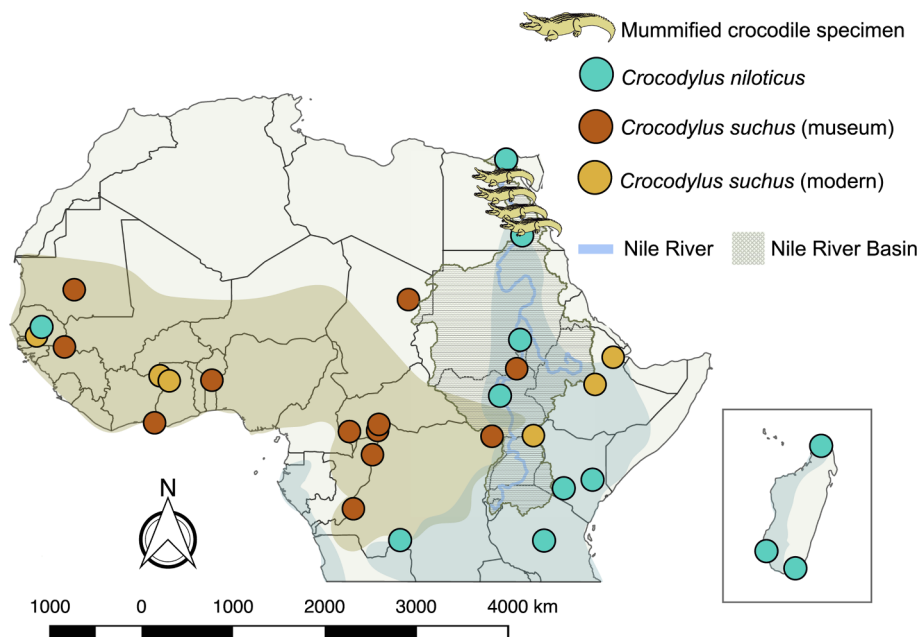 Mummified crocodile specimen
Crocodylus niloticus
Crocodylus suchus (museum)
Crocodylus suchus (modern)
Nile River
Nile River Basin
N
1000 0 1000 2000 3000 4000 km